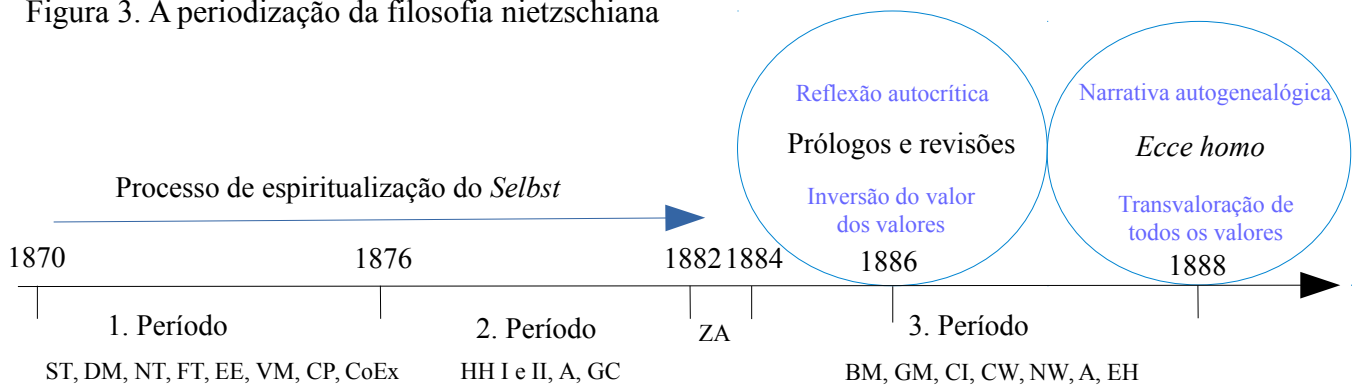 Figura 3. A periodização da filosofia nietzschiana
Reflexão autocrítica
Prólogos e revisões
Inversão do valor
dos valores
Narrativa autogenealógica
Ecce homo
Transvaloração de
todos os valores
Processo de espiritualização do Selbst
1870
1876
1882
1884
1886
1888
1. Período
2. Período
ZA
3. Período
ST, DM, NT, FT, EE, VM, CP, CoEx
HH I e II, A, GC
BM, GM, CI, CW, NW, A, EH